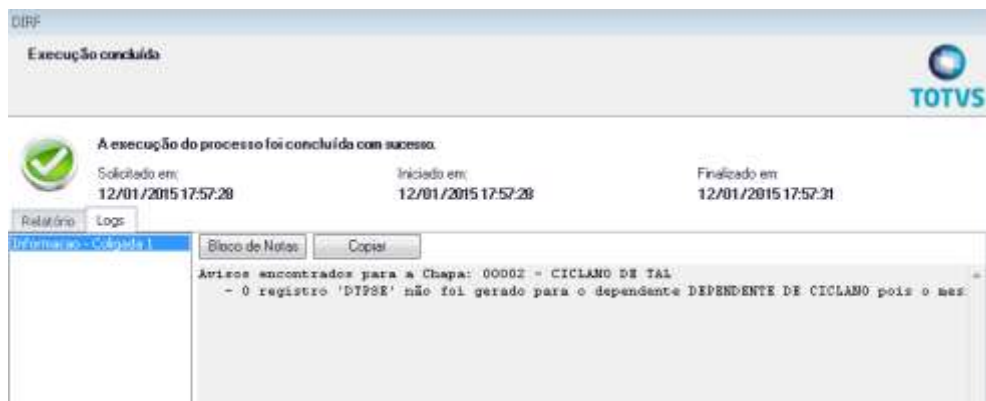 DIRF
Execução concluída
TOTVS
A execução do processo foi concluída com sucesso.
Solicitado em: Iniciado em: Finalizado em:
12/01/2015 17:57:28 12/01/2015 17:57:28 12/01/2015 17:57:31
Relatório Logs
Informacao - Coligada 1 Bloco de Notas Copiar
Avisos encontrados para a Chapa: 00002 - CICLANO DE TAL
- O registro 'DTPSE' não foi gerado para o dependente DEPENDENTE DE CICLANO pois o mes